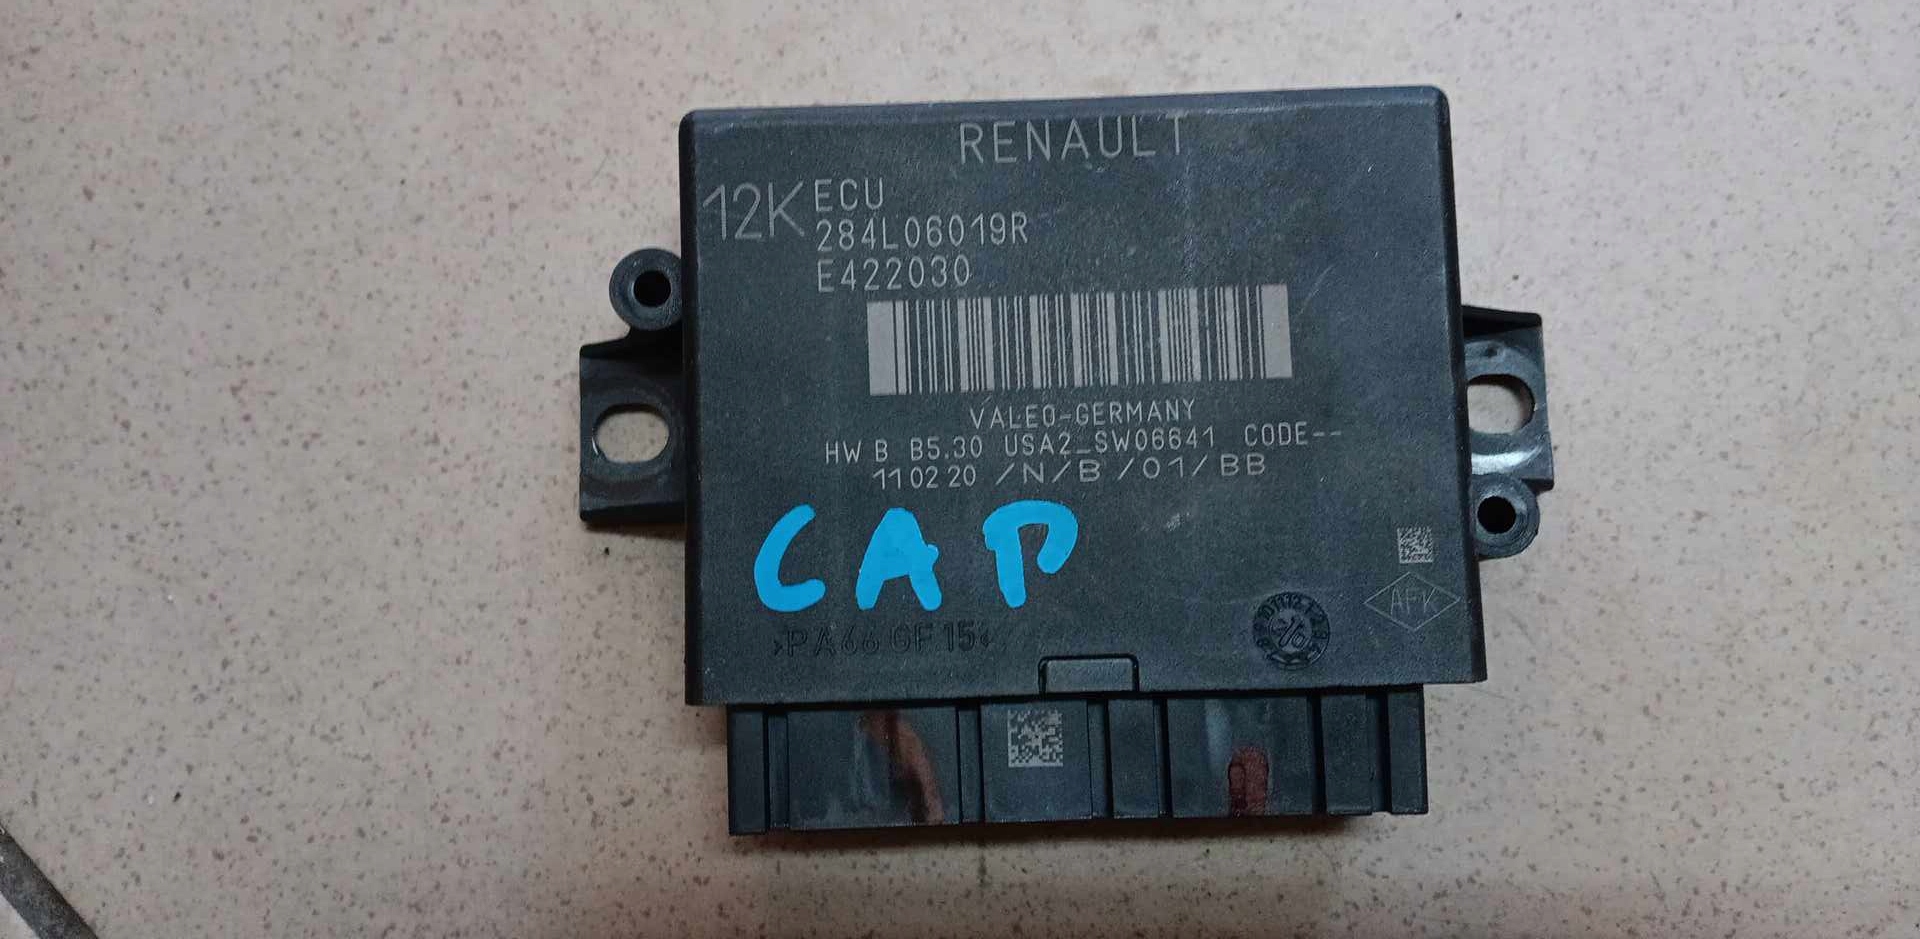 RENAULT
12K
ECU
284L06019R
E422030
VALEO-GERMANY
HW B B5.30 USA2_SW06641 CODE--
110220 /N/B/01/BB
CAP
AFK
>PA66 GF15<